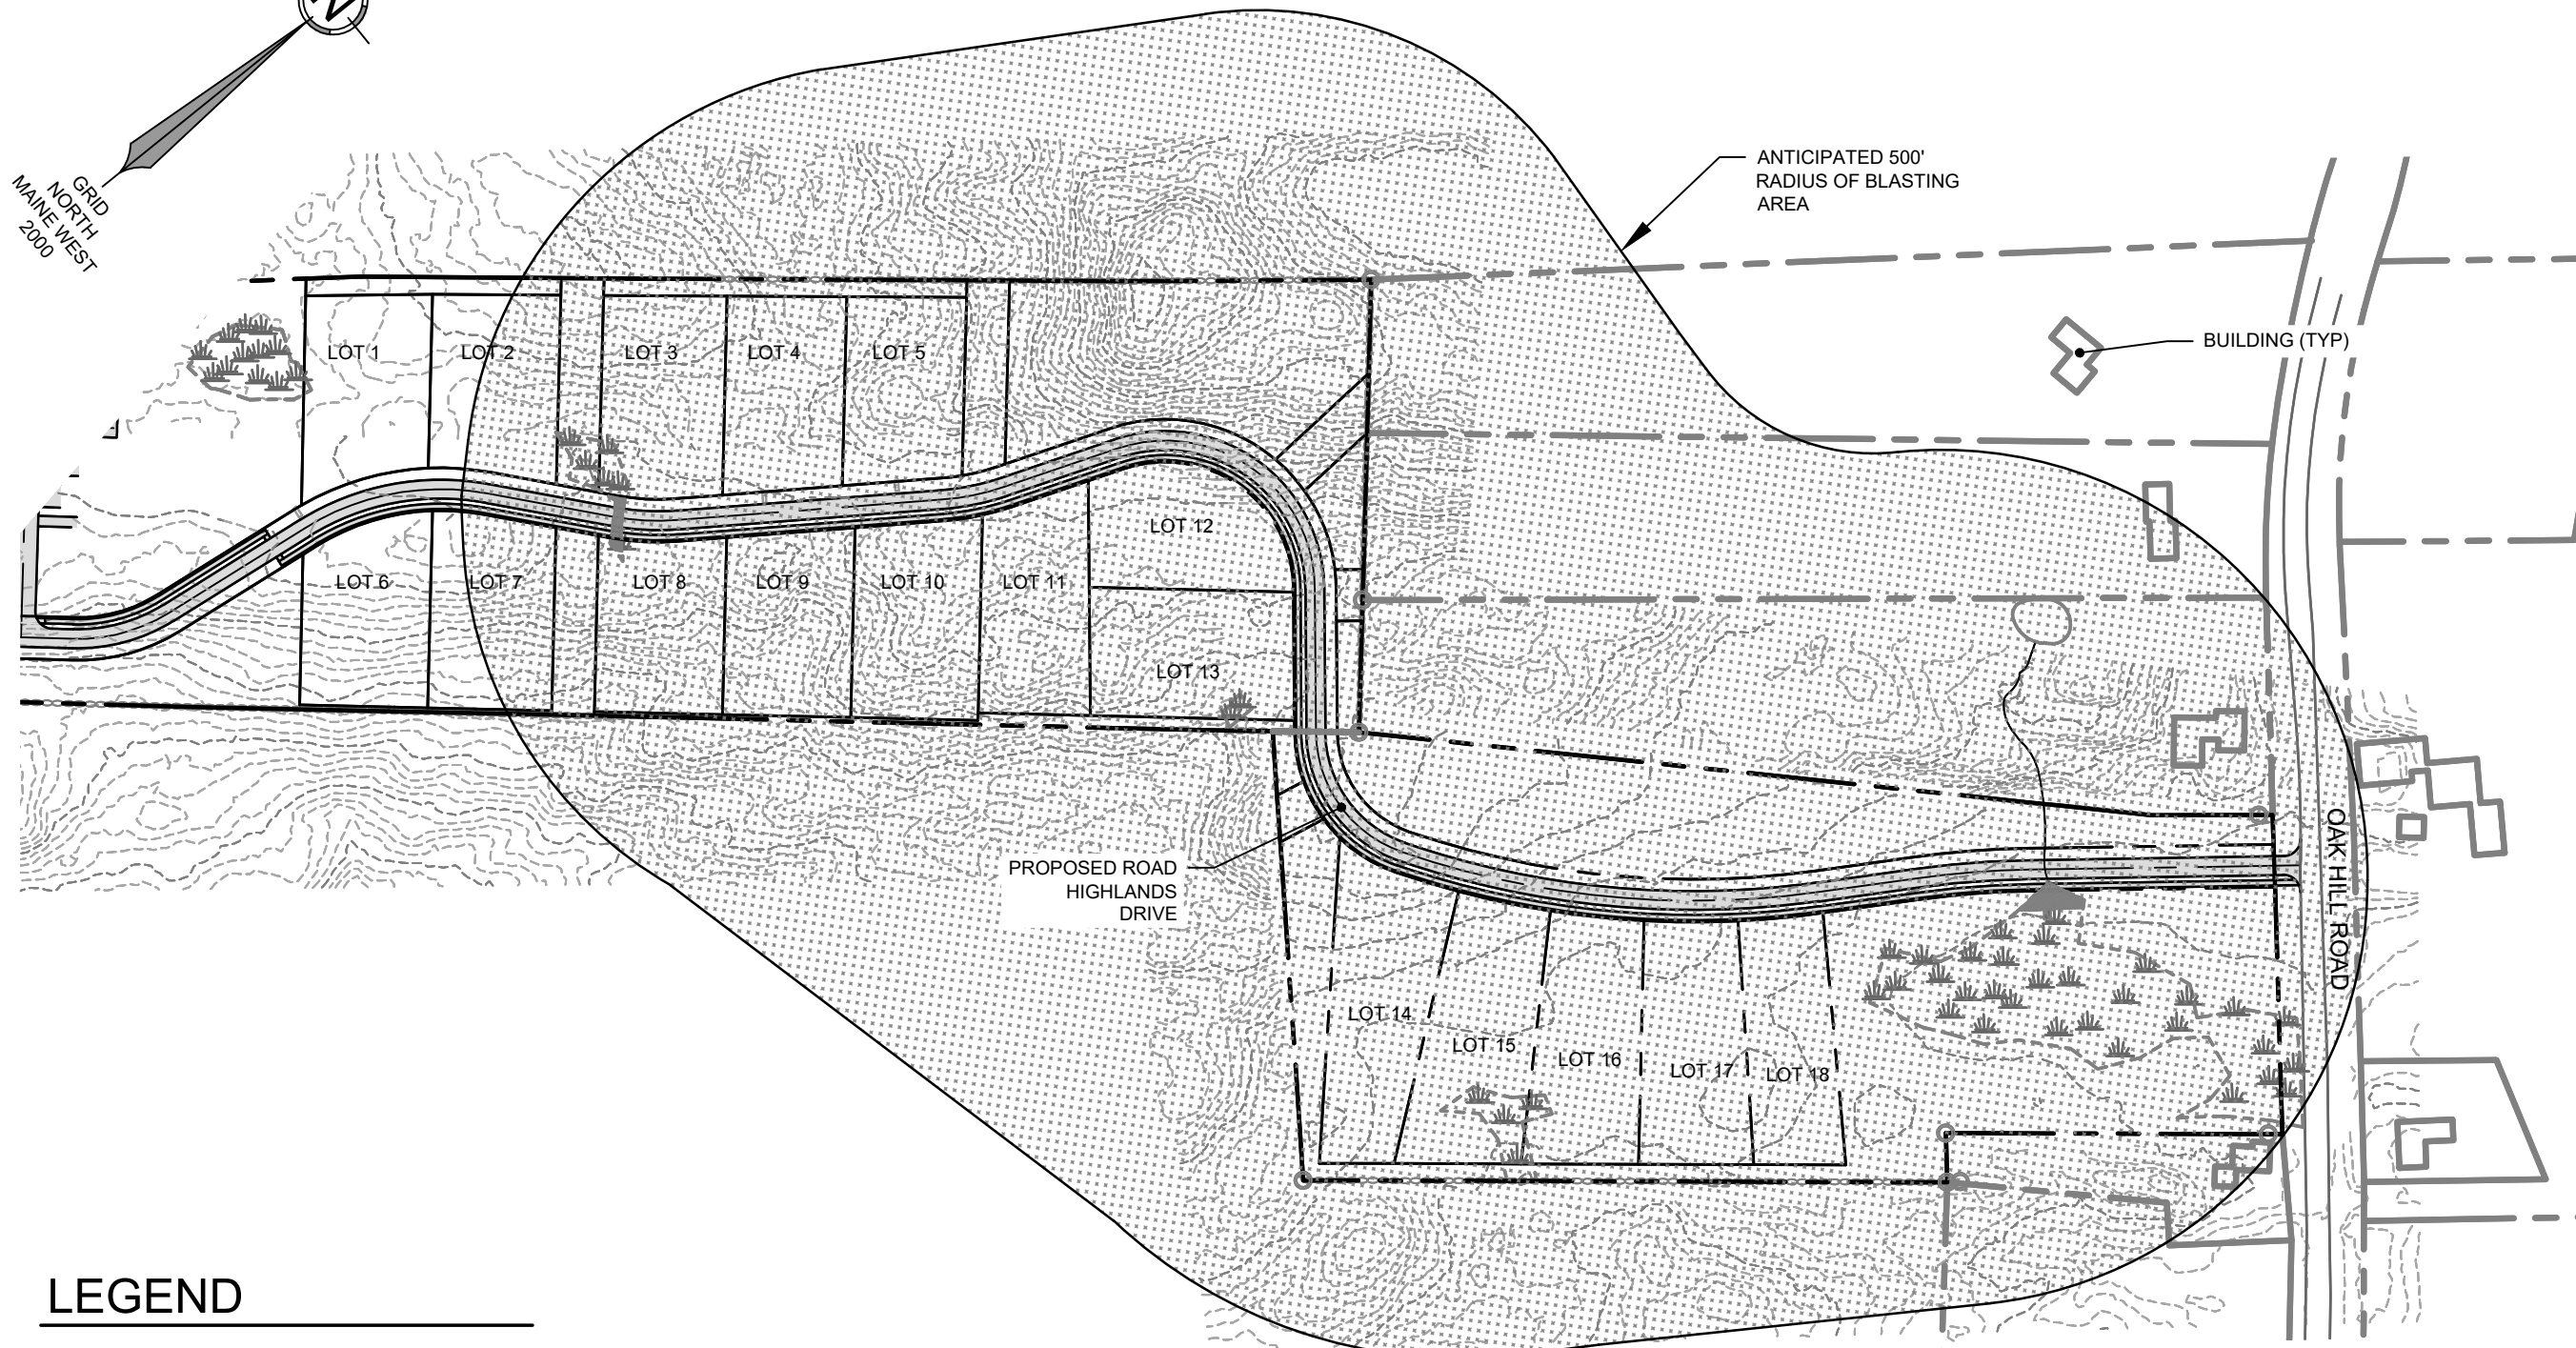 N
GRID
NORTH
MAINE WEST
2000
ANTICIPATED 500'
RADIUS OF BLASTING
AREA
BUILDING (TYP)
LOT 1
LOT 2
LOT 3
LOT 4
LOT 5
LOT 12
LOT 6
LOT 7
LOT 8
LOT 9
LOT 10
LOT 11
LOT 13
PROPOSED ROAD
HIGHLANDS
DRIVE
OAK HILL ROAD
LOT 14
LOT 15
LOT 16
LOT 17
LOT 18
LEGEND